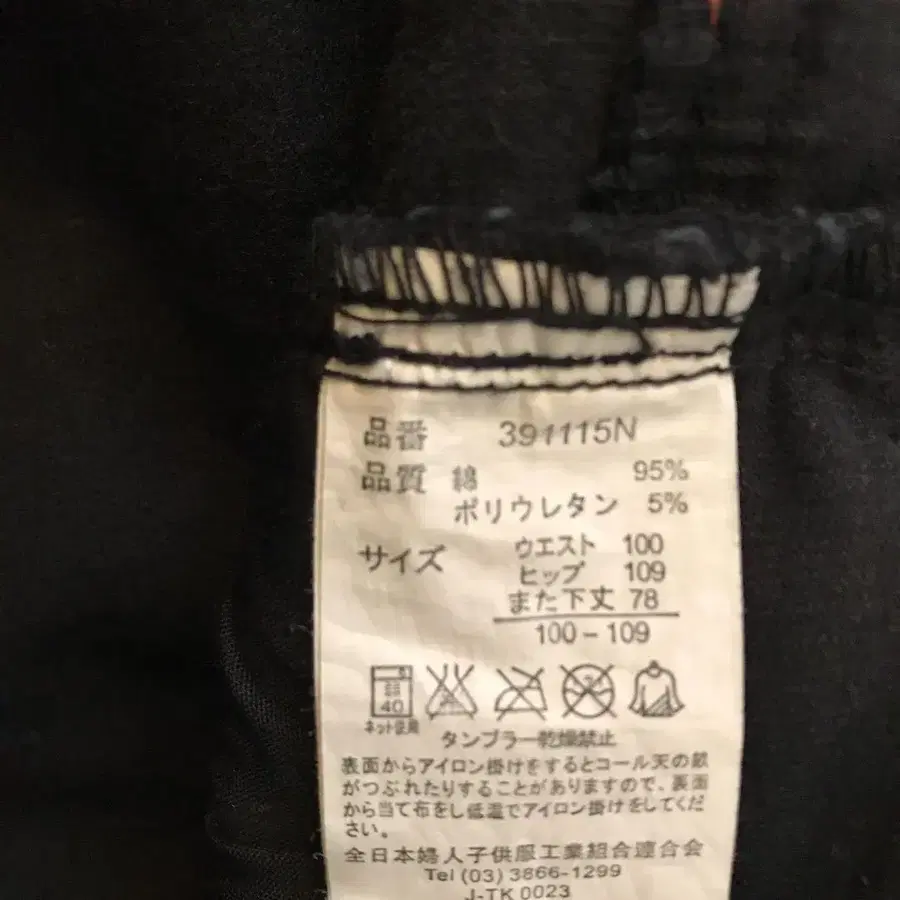 品番 391115N
品質 綿 95%
ポリウレタン 5%
サイズ ウエスト 100
ヒップ 109
また下丈 78
100-109
40
ネット使用
タンブラー乾燥禁止
表面からアイロン掛けをするとコール天の畝
がつぶれたりすることがありますので、裏面
から当て布をし低温でアイロン掛けをしてくだ
さい。
全日本婦人子供服工業組合連合会
Tel (03) 3866-1299
J-TK 0023